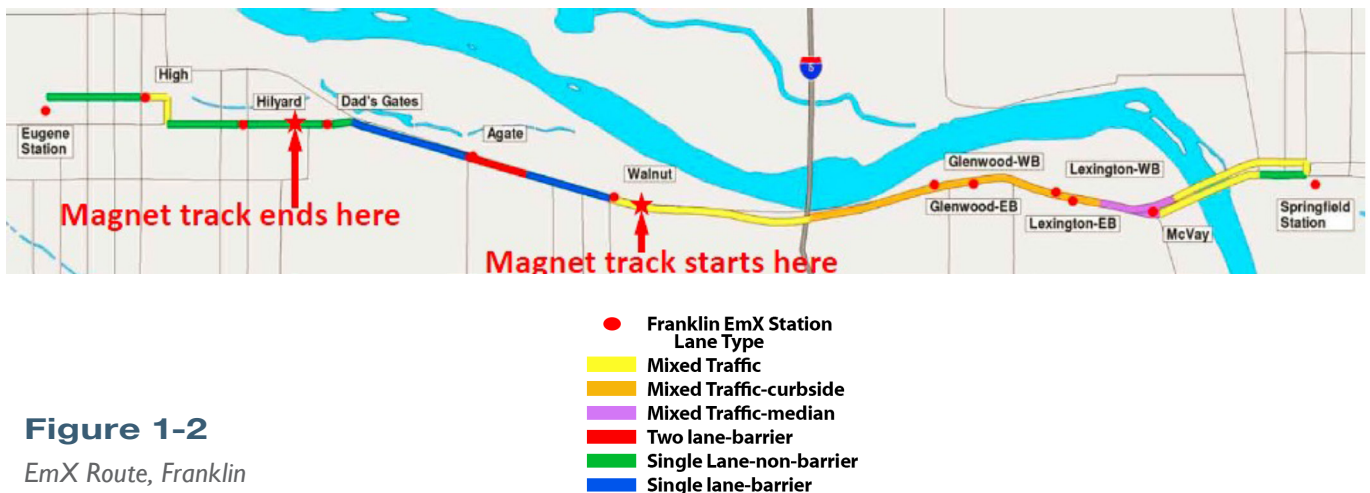 High
Hilyard
Dad's Gates
Eugene
Station
Agate
Walnut
5
Glenwood-WB
Lexington-WB
Glenwood-EB
Lexington-EB
McVay
Springfield
Station
Magnet track ends here
Magnet track starts here
Franklin EmX Station
Lane Type
Mixed Traffic
Mixed Traffic-curbside
Mixed Traffic-median
Two lane-barrier
Single Lane-non-barrier
Single lane-barrier
Figure 1-2
EmX Route, Franklin